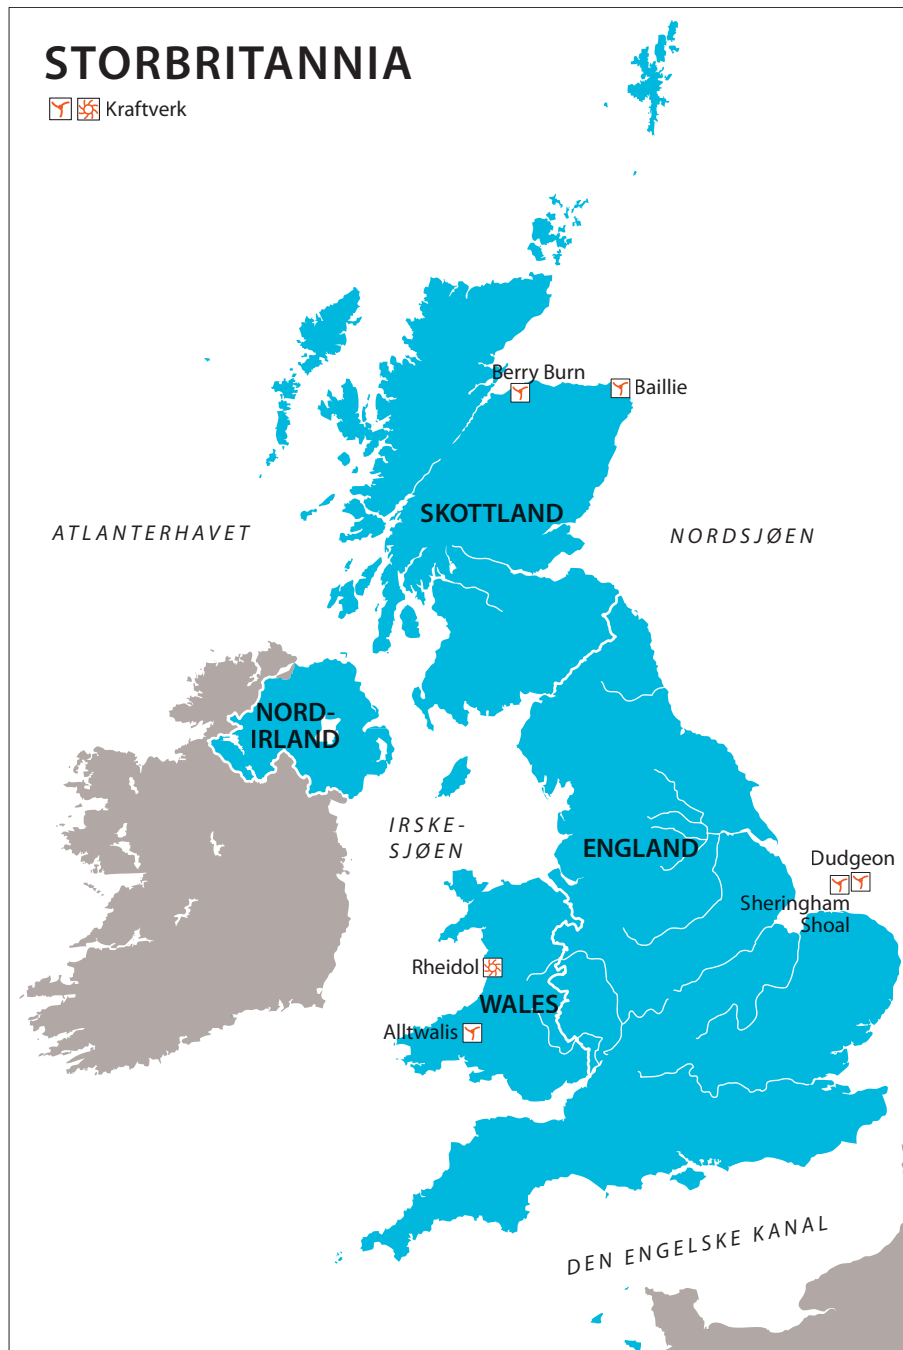 STORBRITANNIA
Kraftverk
Berry Burn
Baillie
SKOTTLAND
ATLANTERHAVET
NORDSJØEN
NORD-
IRLAND
IRSKE-
SJØEN
ENGLAND
Dudgeon
Sheringham
Shoal
Rheidol
WALES
Alltwalis
DEN ENGELSKE KANAL